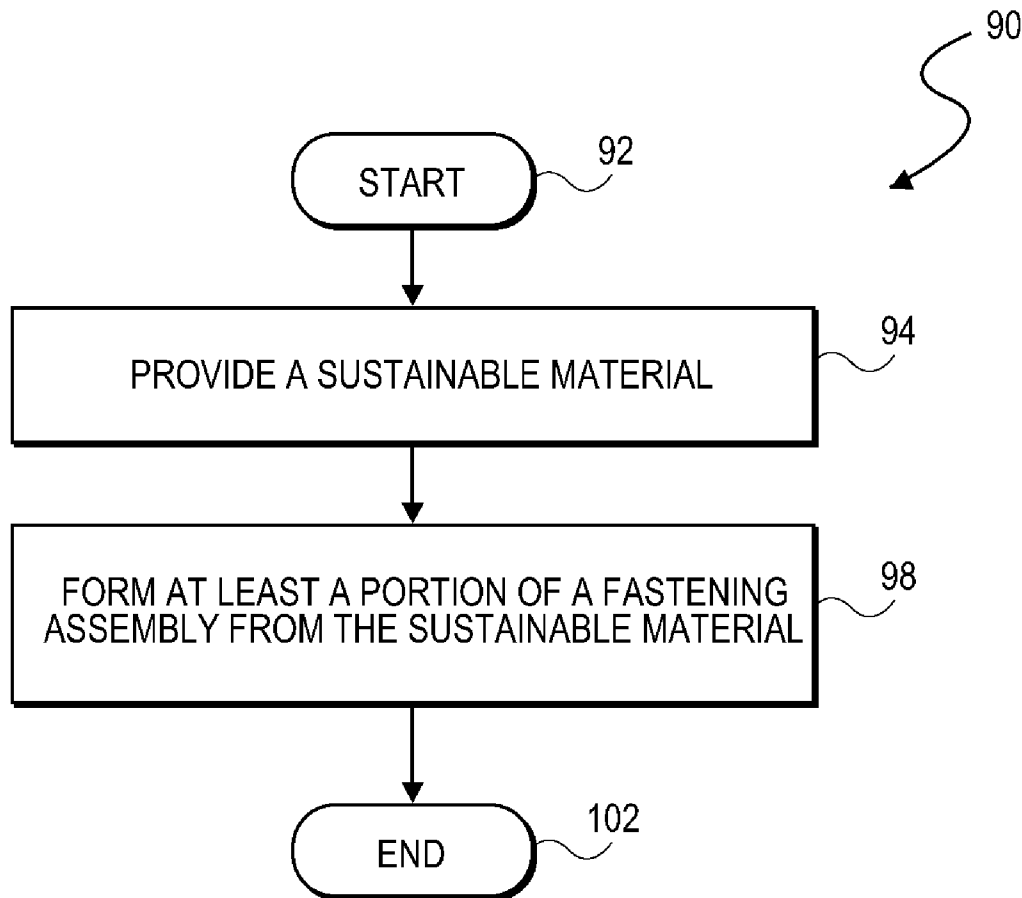 90
START
92
PROVIDE A SUSTAINABLE MATERIAL
94
FORM AT LEAST A PORTION OF A FASTENING
ASSEMBLY FROM THE SUSTAINABLE MATERIAL
98
END
102